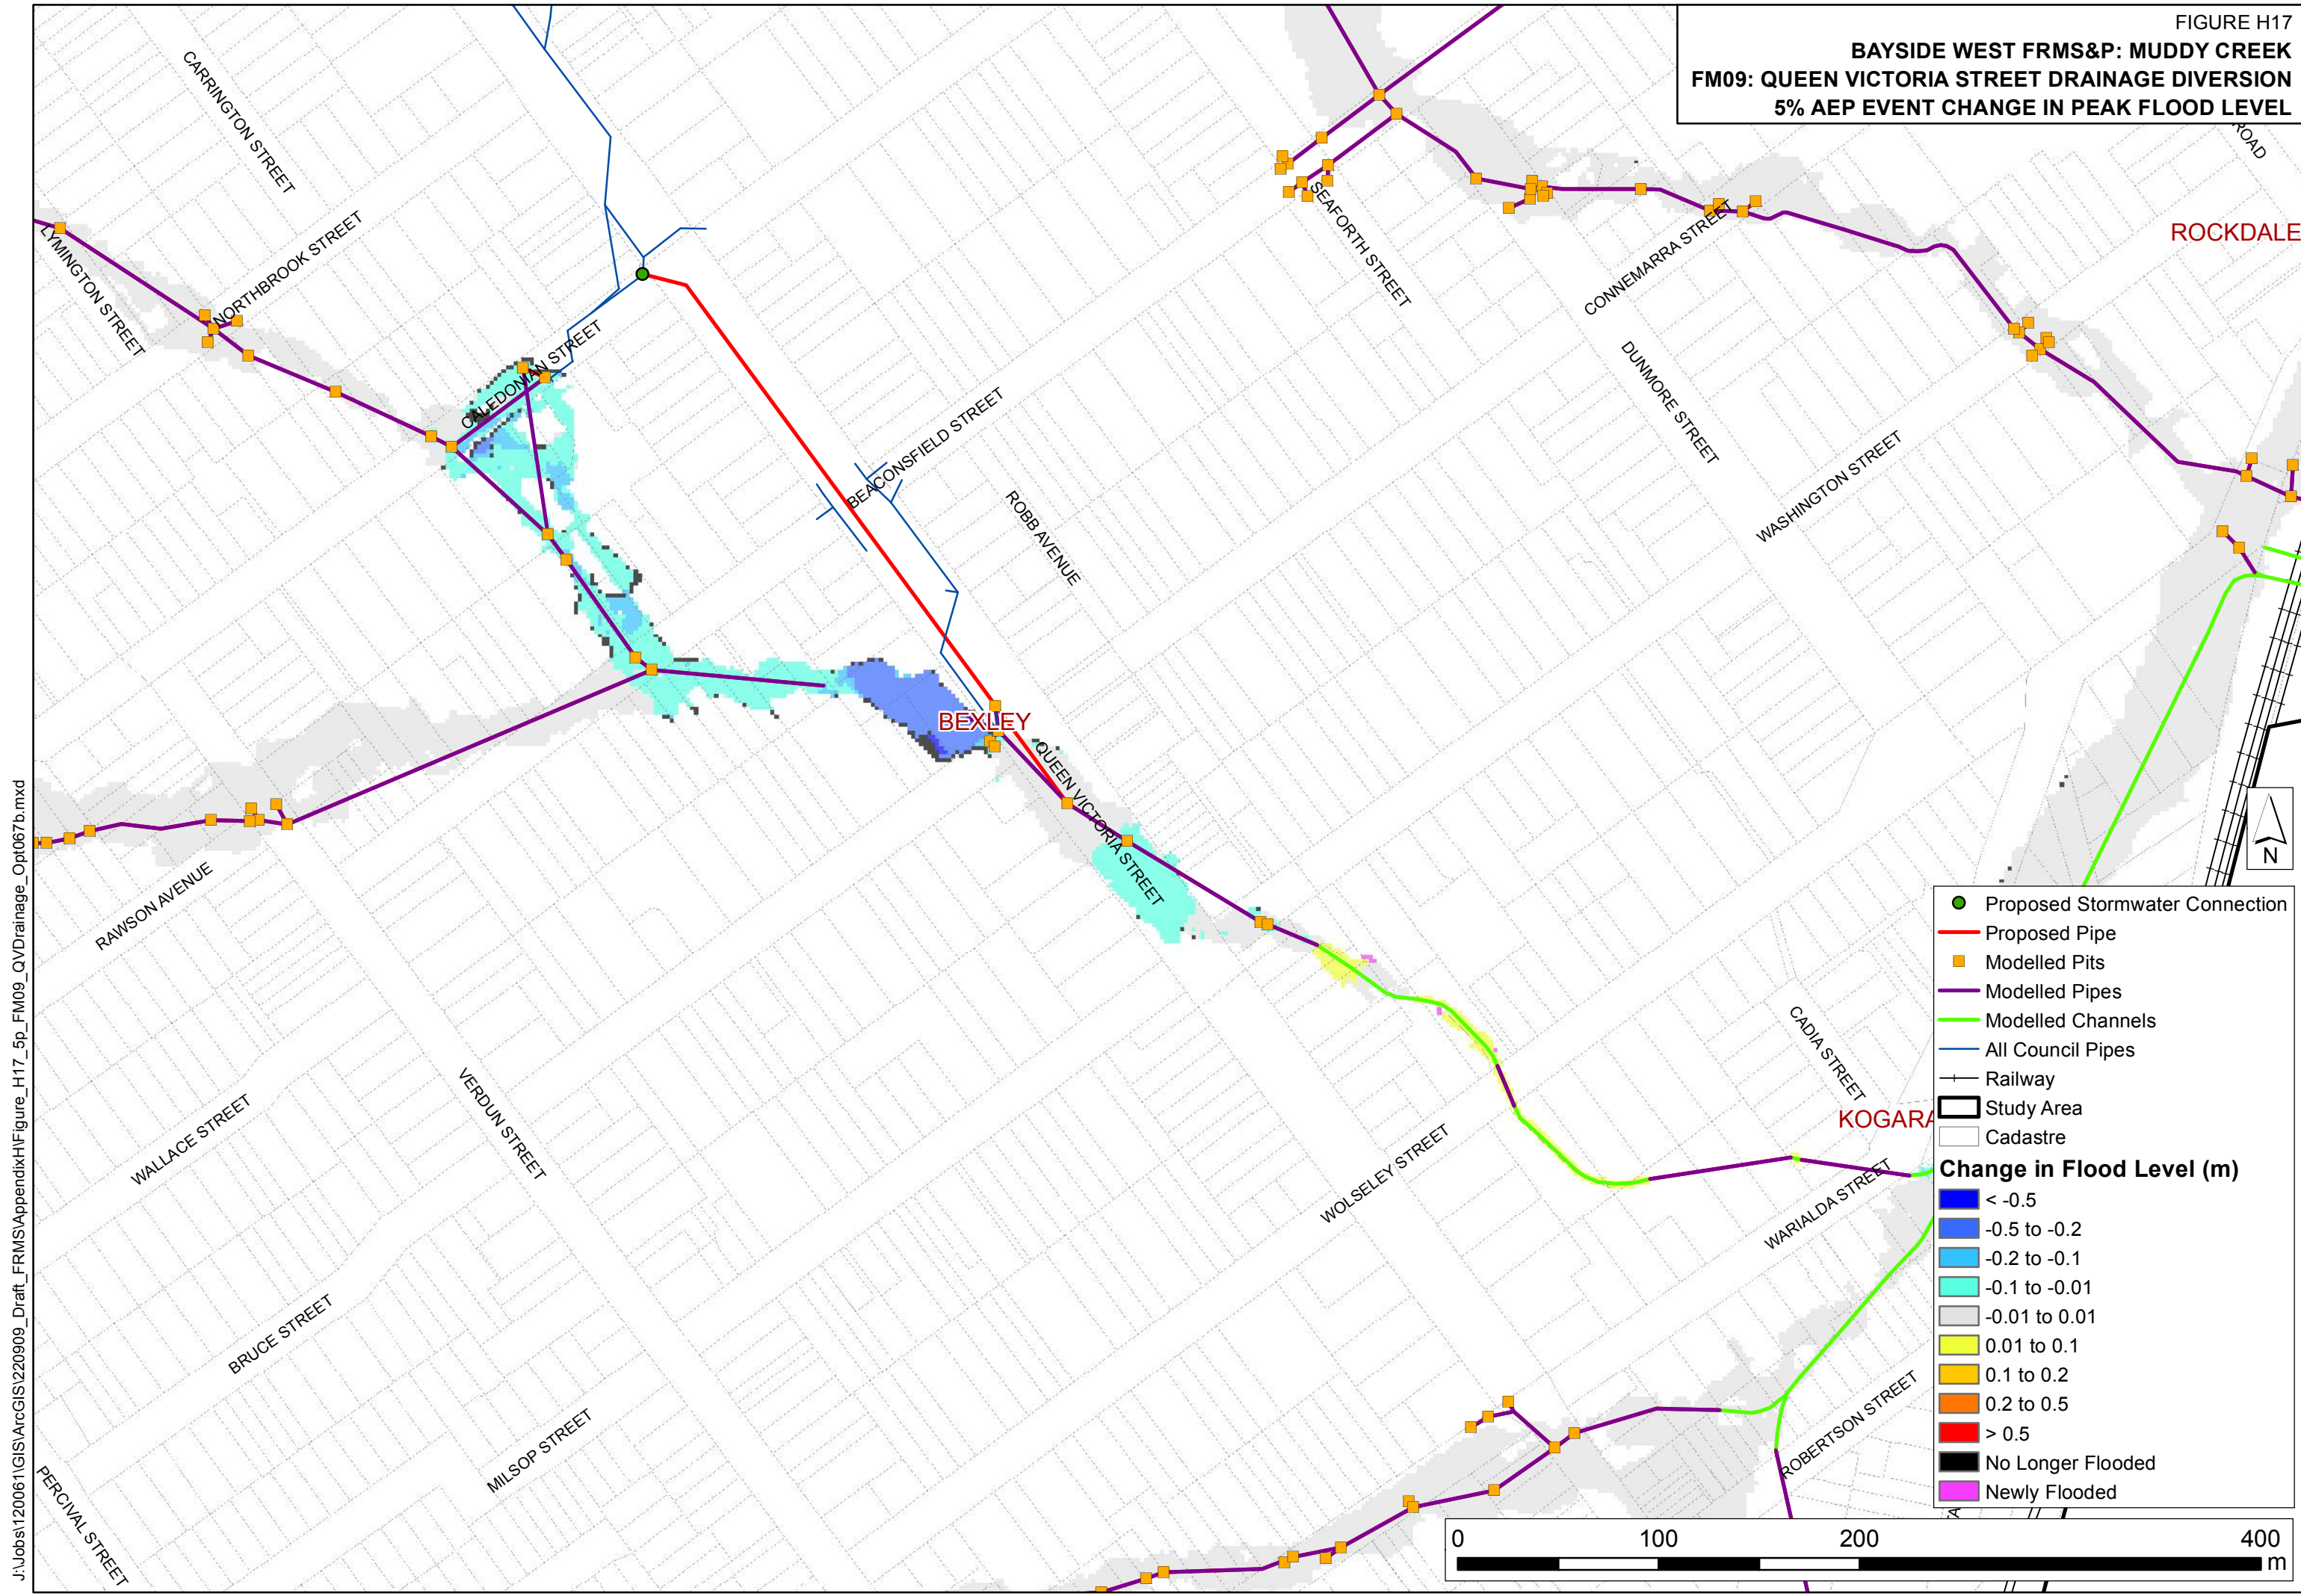 FIGURE H17
BAYSIDE WEST FRMS&P: MUDDY CREEK
FM09: QUEEN VICTORIA STREET DRAINAGE DIVERSION
5% AEP EVENT CHANGE IN PEAK FLOOD LEVEL
CARRINGTON STREET
ROAD
LYMINGTON STREET
NORTHBROOK STREET
SEAFORTH STREET
CONNEMARRA STREET
ROCKDALE
CALEDONIAN STREET
BEACONSFIELD STREET
DUNMORE STREET
ROBB AVENUE
WASHINGTON STREET
BEXLEY
QUEEN VICTORIA STREET
RAWSON AVENUE
N
WALLACE STREET
VERDUN STREET
CADIA STREET
KOGARA
WOLSELEY STREET
WARIALDA STREET
BRUCE STREET
MILSOP STREET
PERCIVAL STREET
ROBERTSON STREET
Proposed Stormwater Connection
Proposed Pipe
Modelled Pits
Modelled Pipes
Modelled Channels
All Council Pipes
Railway
Study Area
Cadastre
Change in Flood Level (m)
< -0.5
-0.5 to -0.2
-0.2 to -0.1
-0.1 to -0.01
-0.01 to 0.01
0.01 to 0.1
0.1 to 0.2
0.2 to 0.5
> 0.5
No Longer Flooded
Newly Flooded
0 100 200 400
m
J:\Jobs\120061\GIS\ArcGIS\220909_Draft_FRMS\AppendixH\Figure_H17_5p_FM09_QVDrainage_Opt067b.mxd